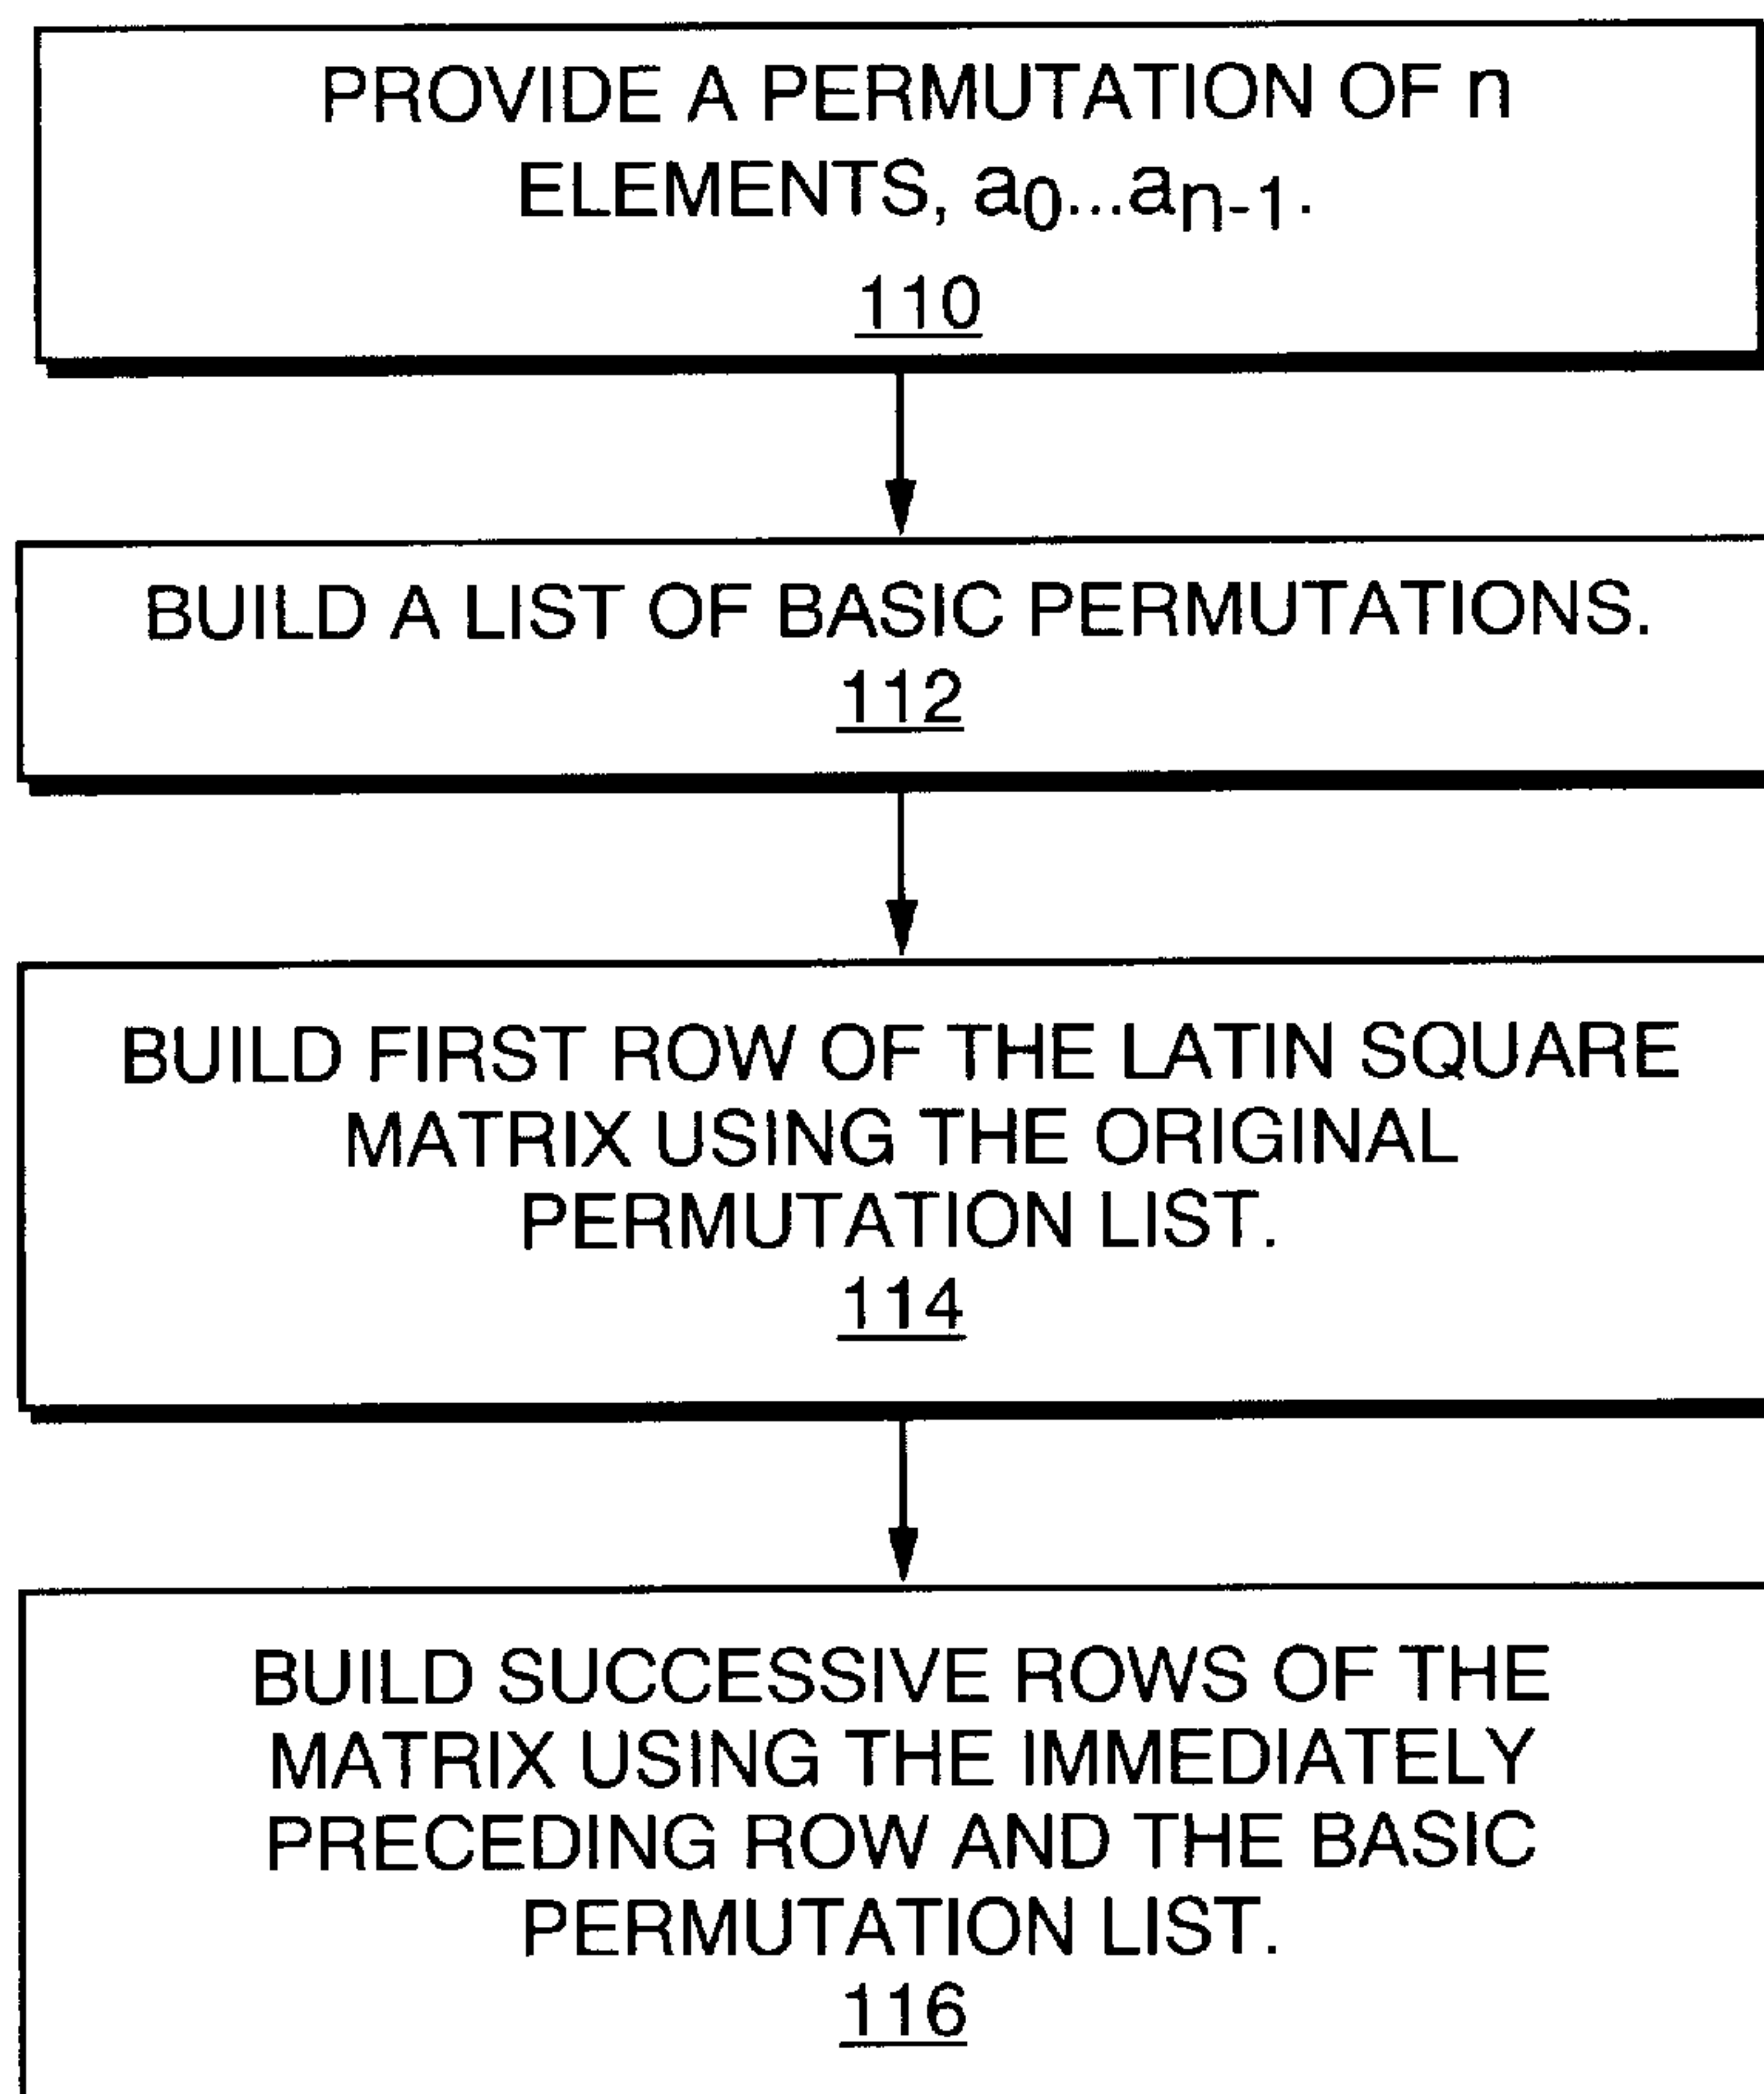 PROVIDE A PERMUTATION OF n
ELEMENTS, a0...an-1.
110
BUILD A LIST OF BASIC PERMUTATIONS.
112
BUILD FIRST ROW OF THE LATIN SQUARE
MATRIX USING THE ORIGINAL
PERMUTATION LIST.
114
BUILD SUCCESSIVE ROWS OF THE
MATRIX USING THE IMMEDIATELY
PRECEDING ROW AND THE BASIC
PERMUTATION LIST.
116